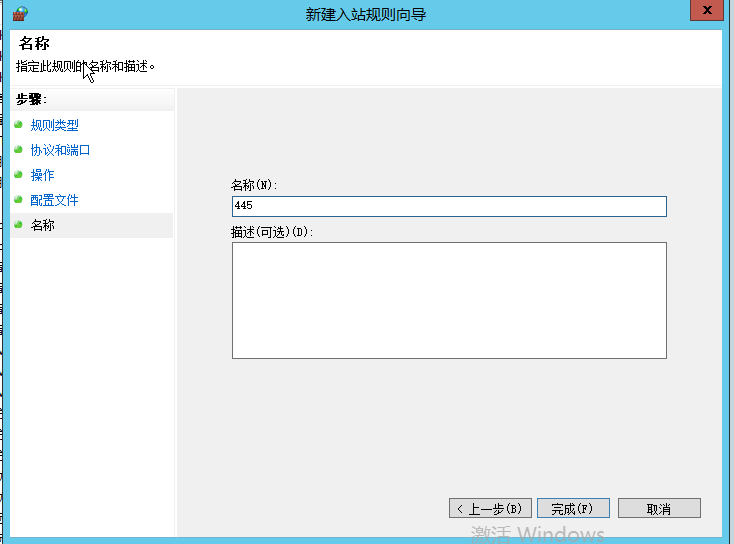 新建入站规则向导
名称
指定此规则的名称和描述。
步骤:
规则类型
协议和端口
操作
配置文件
名称
名称(N):
445
描述(可选)(D):
< 上一步(B)
完成(F)
取消
激活 Windows